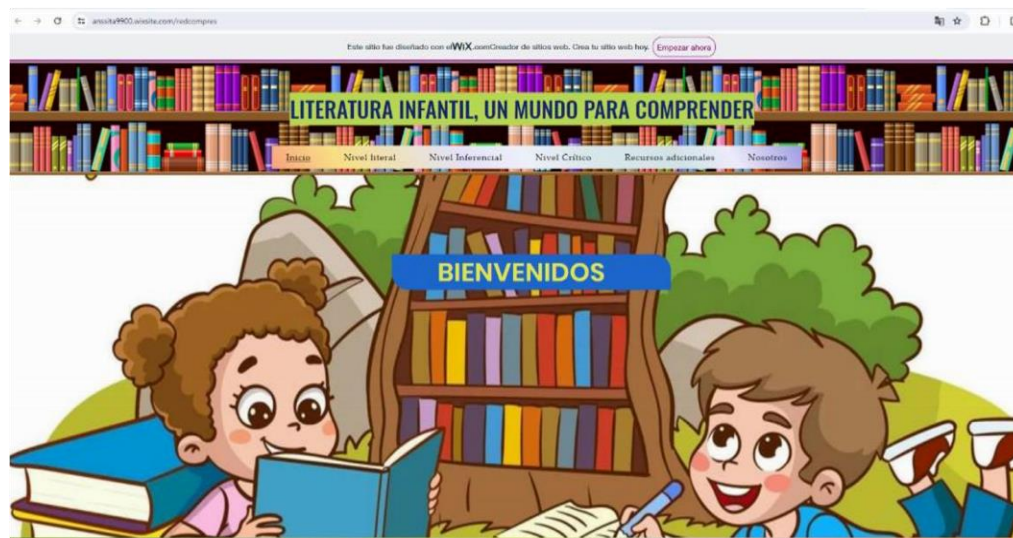 anssita9900.wixsite.com/redcompres
Este sitio fue diseñado con el WiX.com Creador de sitios web. Crea tu sitio web hoy. Empezar ahora
LITERATURA INFANTIL, UN MUNDO PARA COMPRENDER
Inicio Nivel literal Nivel Inferencial Nivel Crítico Recursos adicionales Nosotros
BIENVENIDOS